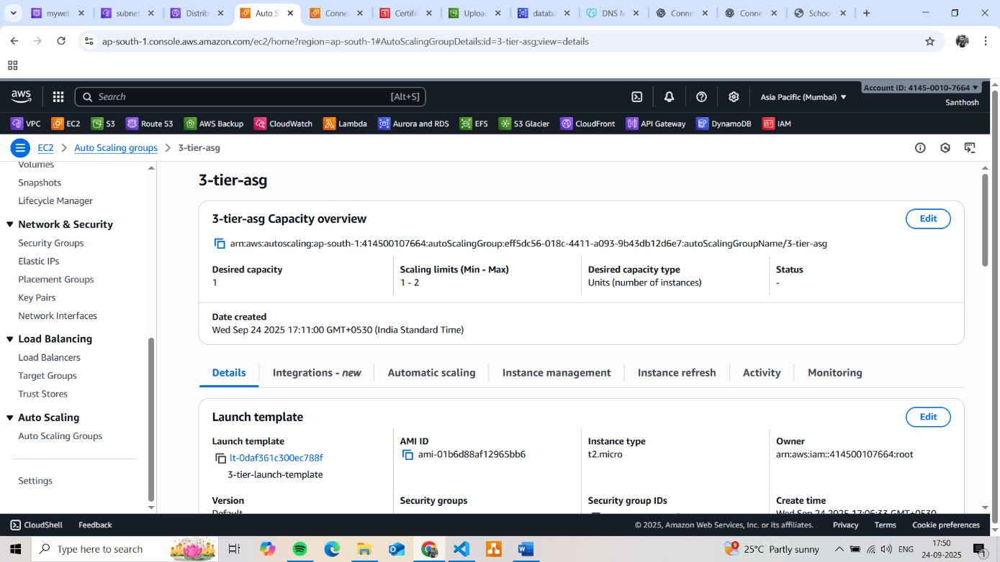 myweb
subnet
Distrib
Auto S
Conne
Certifi
Uploa
databa
DNS M
Conne
Conne
Schoo
ap-south-1.console.aws.amazon.com/ec2/home?region=ap-south-1#AutoScalingGroupDetails:id=3-tier-asg;view=details
aws
Search
[Alt+S]
Asia Pacific (Mumbai)
Account ID: 4145-0010-7664
Santhosh
VPC
EC2
S3
Route 53
AWS Backup
CloudWatch
Lambda
Aurora and RDS
EFS
S3 Glacier
CloudFront
API Gateway
DynamoDB
IAM
EC2
Auto Scaling groups
3-tier-asg
Volumes
Snapshots
Lifecycle Manager
Network & Security
Security Groups
Elastic IPs
Placement Groups
Key Pairs
Network Interfaces
Load Balancing
Load Balancers
Target Groups
Trust Stores
Auto Scaling
Auto Scaling Groups
Settings
3-tier-asg
3-tier-asg Capacity overview
Edit
arn:aws:autoscaling:ap-south-1:414500107664:autoScalingGroup:eff5dc56-018c-4411-a093-9b43db12d6e7:autoScalingGroupName/3-tier-asg
Desired capacity
1
Scaling limits (Min - Max)
1 - 2
Desired capacity type
Units (number of instances)
Status
-
Date created
Wed Sep 24 2025 17:11:00 GMT+0530 (India Standard Time)
Details
Integrations - new
Automatic scaling
Instance management
Instance refresh
Activity
Monitoring
Launch template
Edit
Launch template
lt-0daf361c300ec788f
3-tier-launch-template
AMI ID
ami-01b6d88af12965bb6
Instance type
t2.micro
Owner
arn:aws:iam::414500107664:root
Version
Default
Security groups
Security group IDs
Create time
Wed Sep 24 2025 17:06:33 GMT+0530
CloudShell
Feedback
© 2025, Amazon Web Services, Inc. or its affiliates.
Privacy
Terms
Cookie preferences
Type here to search
9
25°C Partly sunny
ENG
17:50
24-09-2025
1